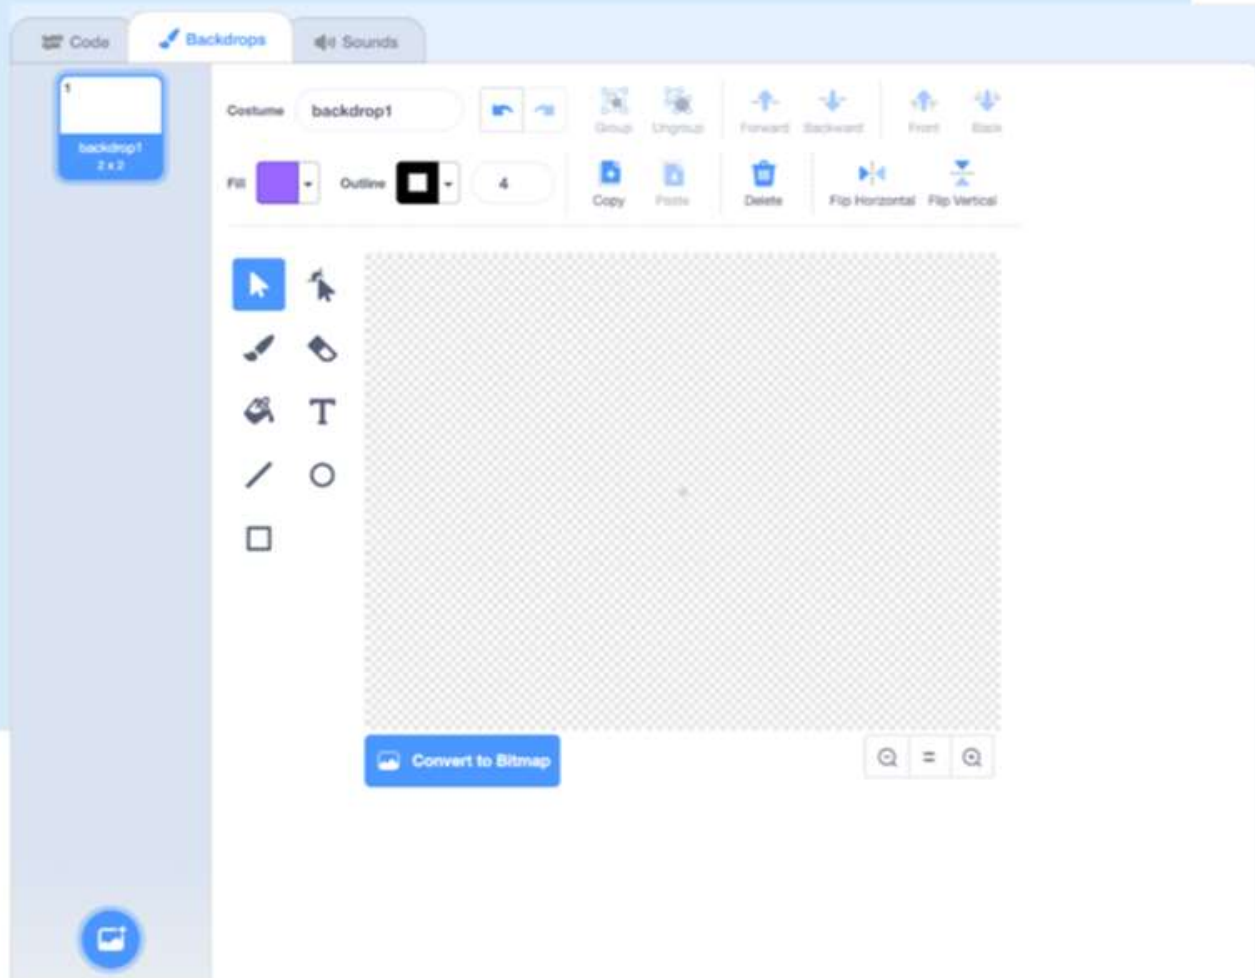 Code
Backdrops
Sounds
1
backdrop1
2 x 2
Costume
backdrop1
Group
Ungroup
Forward
Backward
Front
Back
Fill
Outline
4
Copy
Paste
Delete
Flip Horizontal
Flip Vertical
T
Convert to Bitmap
=